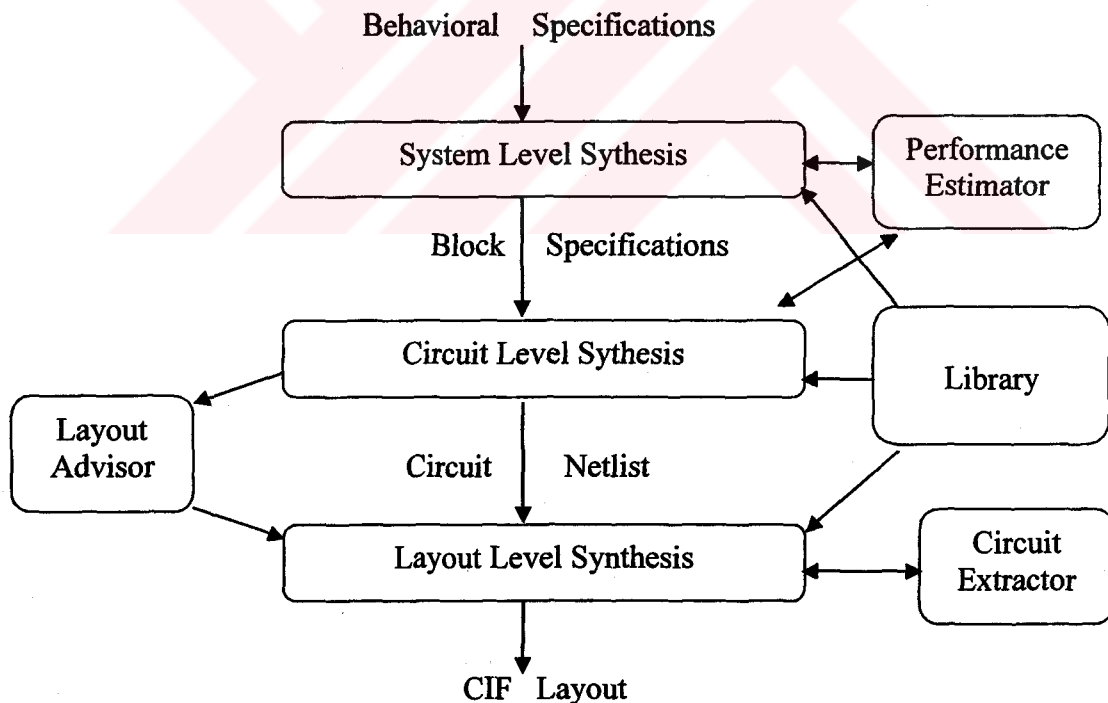 Behavioral Specifications
System Level Sythesis
Performance
Estimator
Block Specifications
Circuit Level Sythesis
Library
Layout
Advisor
Circuit Netlist
Layout Level Synthesis
Circuit
Extractor
CIF Layout